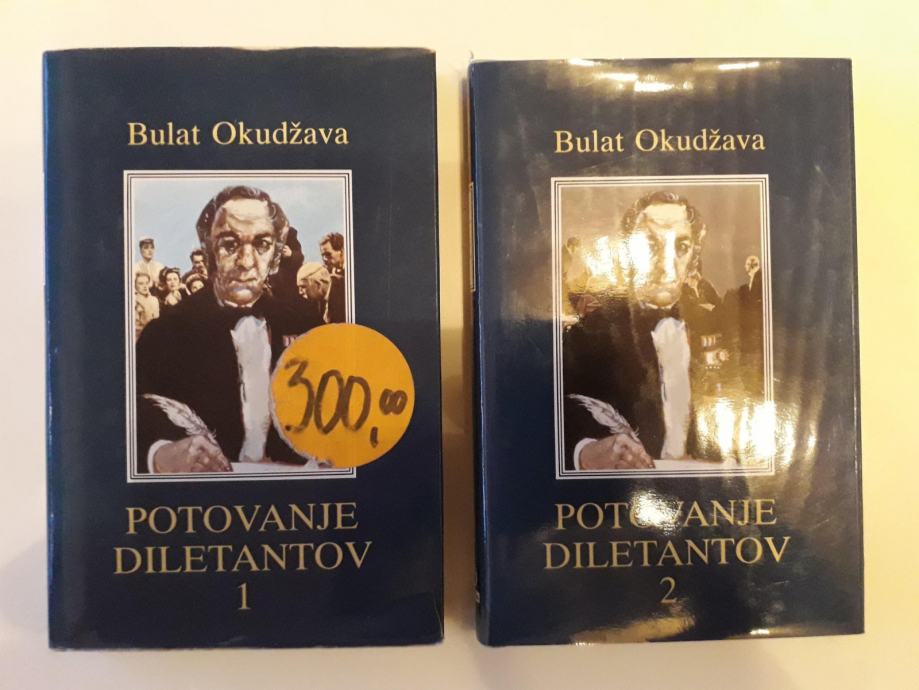 Bulat Okudžava
300,00
POTOVANJE
DILETANTOV
1
Bulat Okudžava
POTOVANJE
DILETANTOV
2